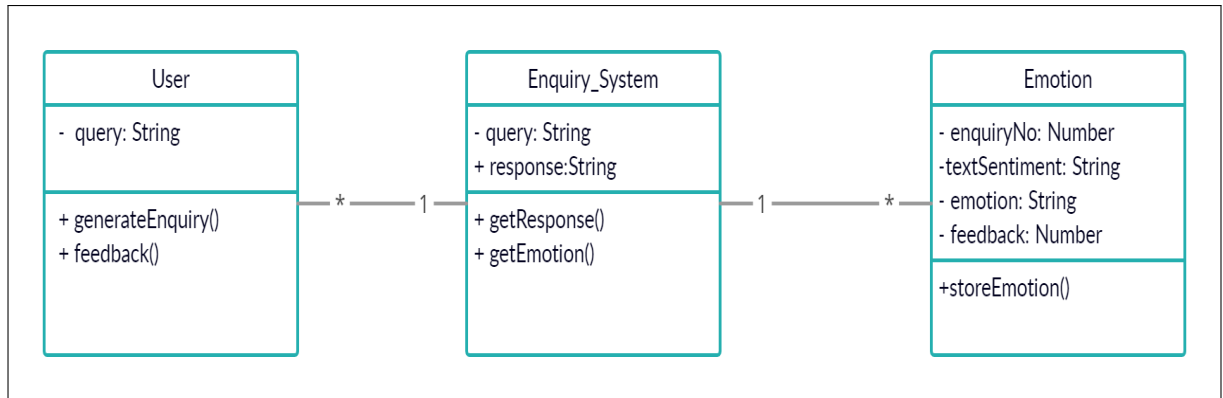 User
- query: String
+ generateEnquiry()
+ feedback()
* 1
Enquiry_System
- query: String
+ response:String
+ getResponse()
+ getEmotion()
1 *
Emotion
- enquiryNo: Number
-textSentiment: String
- emotion: String
- feedback: Number
+storeEmotion()